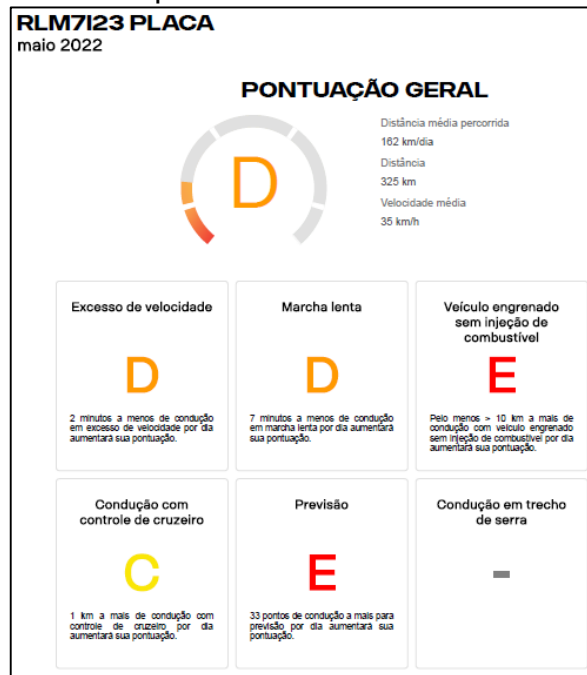 RLM7I23 PLACA
maio 2022
PONTUAÇÃO GERAL
D
Distância média percorrida
162 km/dia
Distância
325 km
Velocidade média
35 km/h
Excesso de velocidade
D
2 minutos a menos de condução
em excesso de velocidade por dia
aumentará sua pontuação.
Marcha lenta
D
7 minutos a menos de condução
em marcha lenta por dia aumentará
sua pontuação.
Veículo engrenado
sem injeção de
combustível
E
Pelo menos > 10 km a mais de
condução com veículo engrenado
sem injeção de combustível por dia
aumentará sua pontuação.
Condução com
controle de cruzeiro
C
1 km a mais de condução com
controle de cruzeiro por dia
aumentará sua pontuação.
Previsão
E
33 pontos de condução a mais para
previsão por dia aumentará sua
pontuação.
Condução em trecho
de serra
-